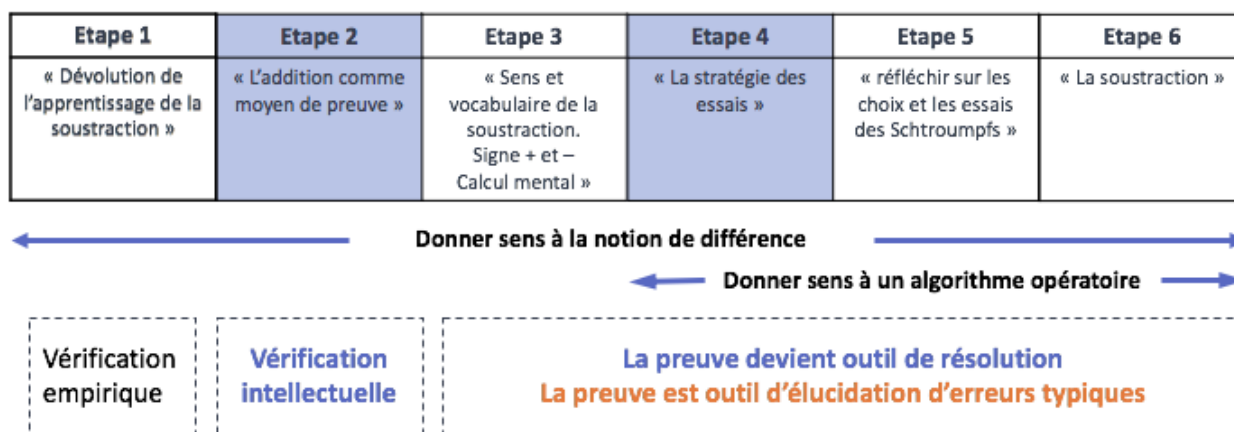 Etape 1
Etape 2
Etape 3
Etape 4
Etape 5
Etape 6
« Dévolution de
l’apprentissage de la
soustraction »
« L’addition comme
moyen de preuve »
« Sens et
vocabulaire de la
soustraction.
Signe + et –
Calcul mental »
« La stratégie des
essais »
« réfléchir sur les
choix et les essais
des Schtroumpfs »
« La soustraction »
Donner sens à la notion de différence
Donner sens à un algorithme opératoire
Vérification
empirique
Vérification
intellectuelle
La preuve devient outil de résolution
La preuve est outil d’élucidation d’erreurs typiques